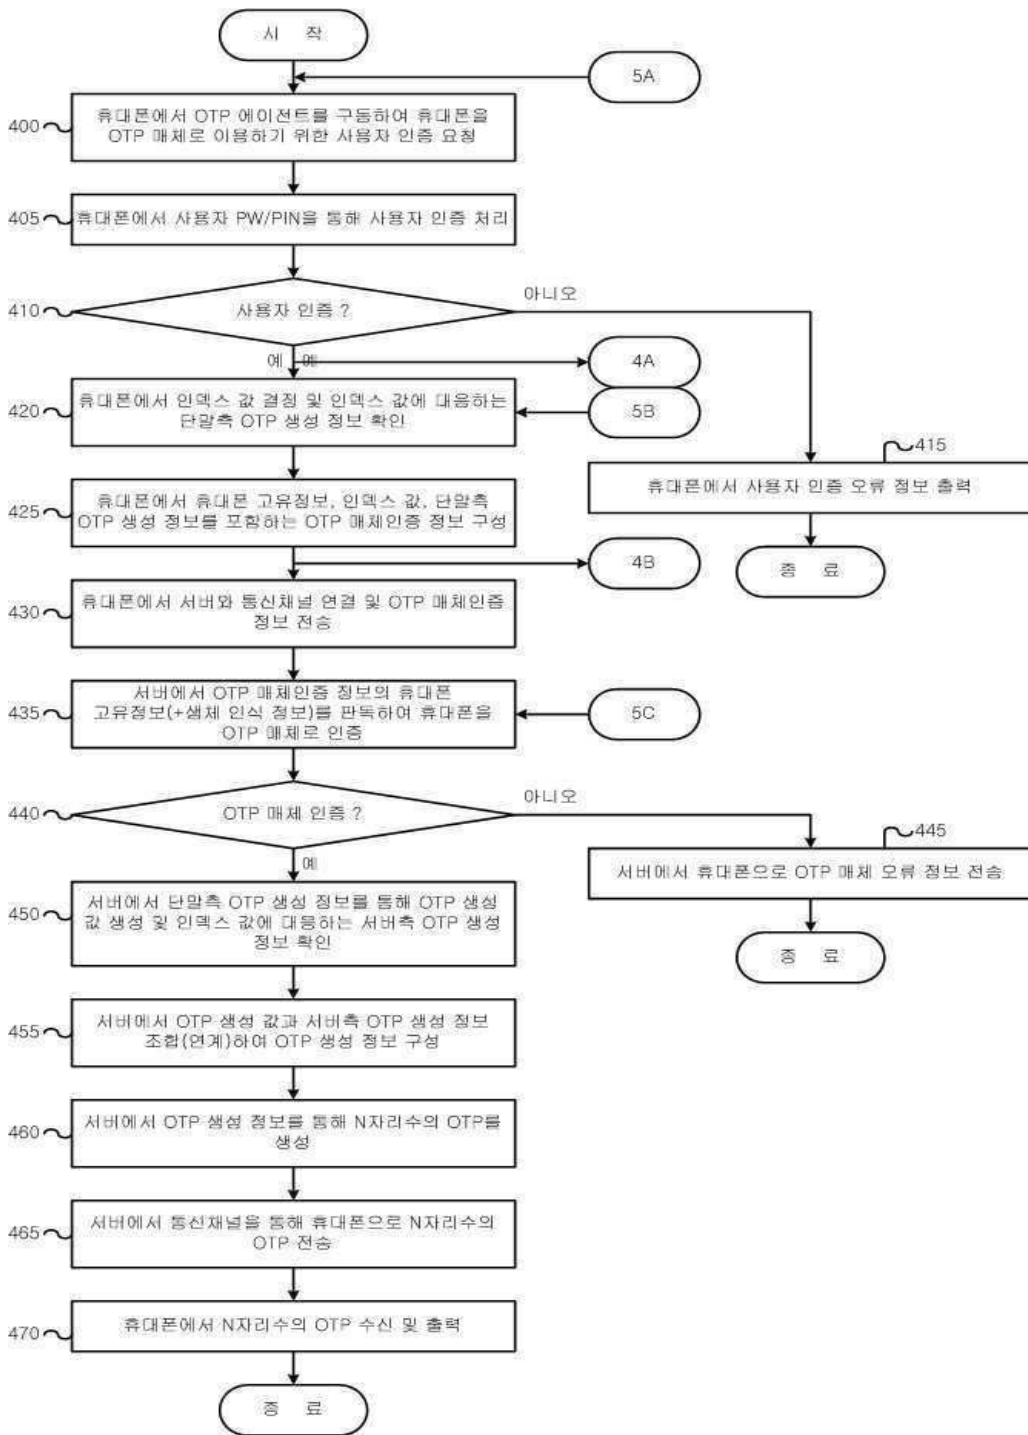 시 작
5A
400
휴대폰에서 OTP 에이전트를 구동하여 휴대폰을
OTP 매체로 이용하기 위한 사용자 인증 요청
405
휴대폰에서 사용자 PW/PIN을 통해 사용자 인증 처리
410
사용자 인증 ?
아니오
예 예
4A
420
휴대폰에서 인덱스 값 결정 및 인덱스 값에 대응하는
단말측 OTP 생성 정보 확인
5B
415
휴대폰에서 사용자 인증 오류 정보 출력
종 료
425
휴대폰에서 휴대폰 고유정보, 인덱스 값, 단말측
OTP 생성 정보를 포함하는 OTP 매체인증 정보 구성
4B
430
휴대폰에서 서버와 통신채널 연결 및 OTP 매체인증
정보 전송
435
서버에서 OTP 매체인증 정보의 휴대폰
고유정보(+생체 인식 정보)를 판독하여 휴대폰을
OTP 매체로 인증
5C
440
OTP 매체 인증 ?
아니오
예
445
서버에서 휴대폰으로 OTP 매체 오류 정보 전송
종 료
450
서버에서 단말측 OTP 생성 정보를 통해 OTP 생성
값 생성 및 인덱스 값에 대응하는 서버측 OTP 생성
정보 확인
455
서버에서 OTP 생성 값과 서버측 OTP 생성 정보
조합(연계)하여 OTP 생성 정보 구성
460
서버에서 OTP 생성 정보를 통해 N자리수의 OTP를
생성
465
서버에서 통신채널을 통해 휴대폰으로 N자리수의
OTP 전송
470
휴대폰에서 N자리수의 OTP 수신 및 출력
종 료